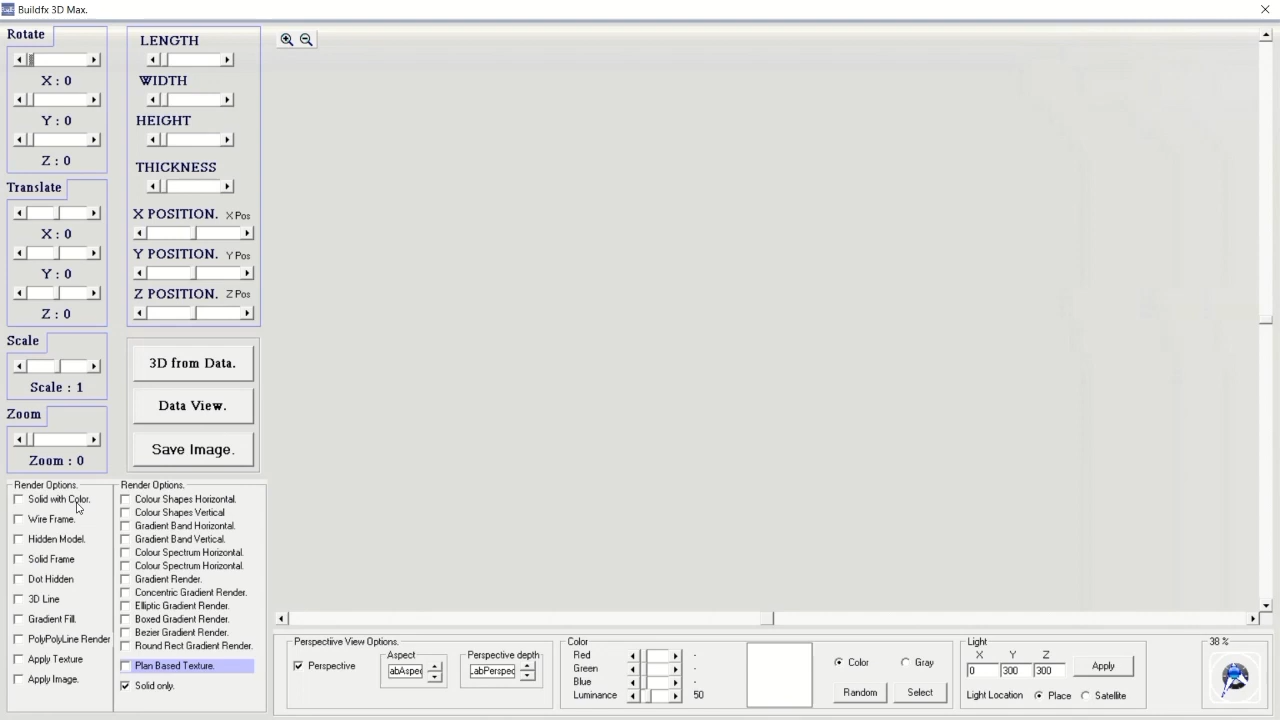 Buildfx 3D Max.
Rotate
X : 0
Y : 0
Z : 0
Translate
X : 0
Y : 0
Z : 0
Scale
Scale : 1
Zoom
Zoom : 0
LENGTH
WIDTH
HEIGHT
THICKNESS
X POSITION. X Pos
Y POSITION. Y Pos
Z POSITION. Z Pos
3D from Data.
Data View.
Save Image.
Render Options.
Solid with Color.
Wire Frame.
Hidden Model.
Solid Frame
Dot Hidden
3D Line
Gradient Fill.
PolyPolyLine Render
Apply Texture
Apply Image.
Render Options.
Colour Shapes Horizontal.
Colour Shapes Vertical
Gradient Band Horizontal.
Gradient Band Vertical.
Colour Spectrum Horizontal.
Colour Spectrum Horizontal.
Gradient Render.
Concentric Gradient Render.
Elliptic Gradient Render.
Boxed Gradient Render.
Bezier Gradient Render.
Round Rect Gradient Render.
Plan Based Texture.
Solid only.
Perspective View Options.
Perspective
Aspect
abAspec
Perspective depth
.abPerspec
Color
Red -
Green -
Blue -
Luminance 50
Color Gray
Random Select
Light
X Y Z
0 300 300 Apply
Light Location Place Satellite
38 %